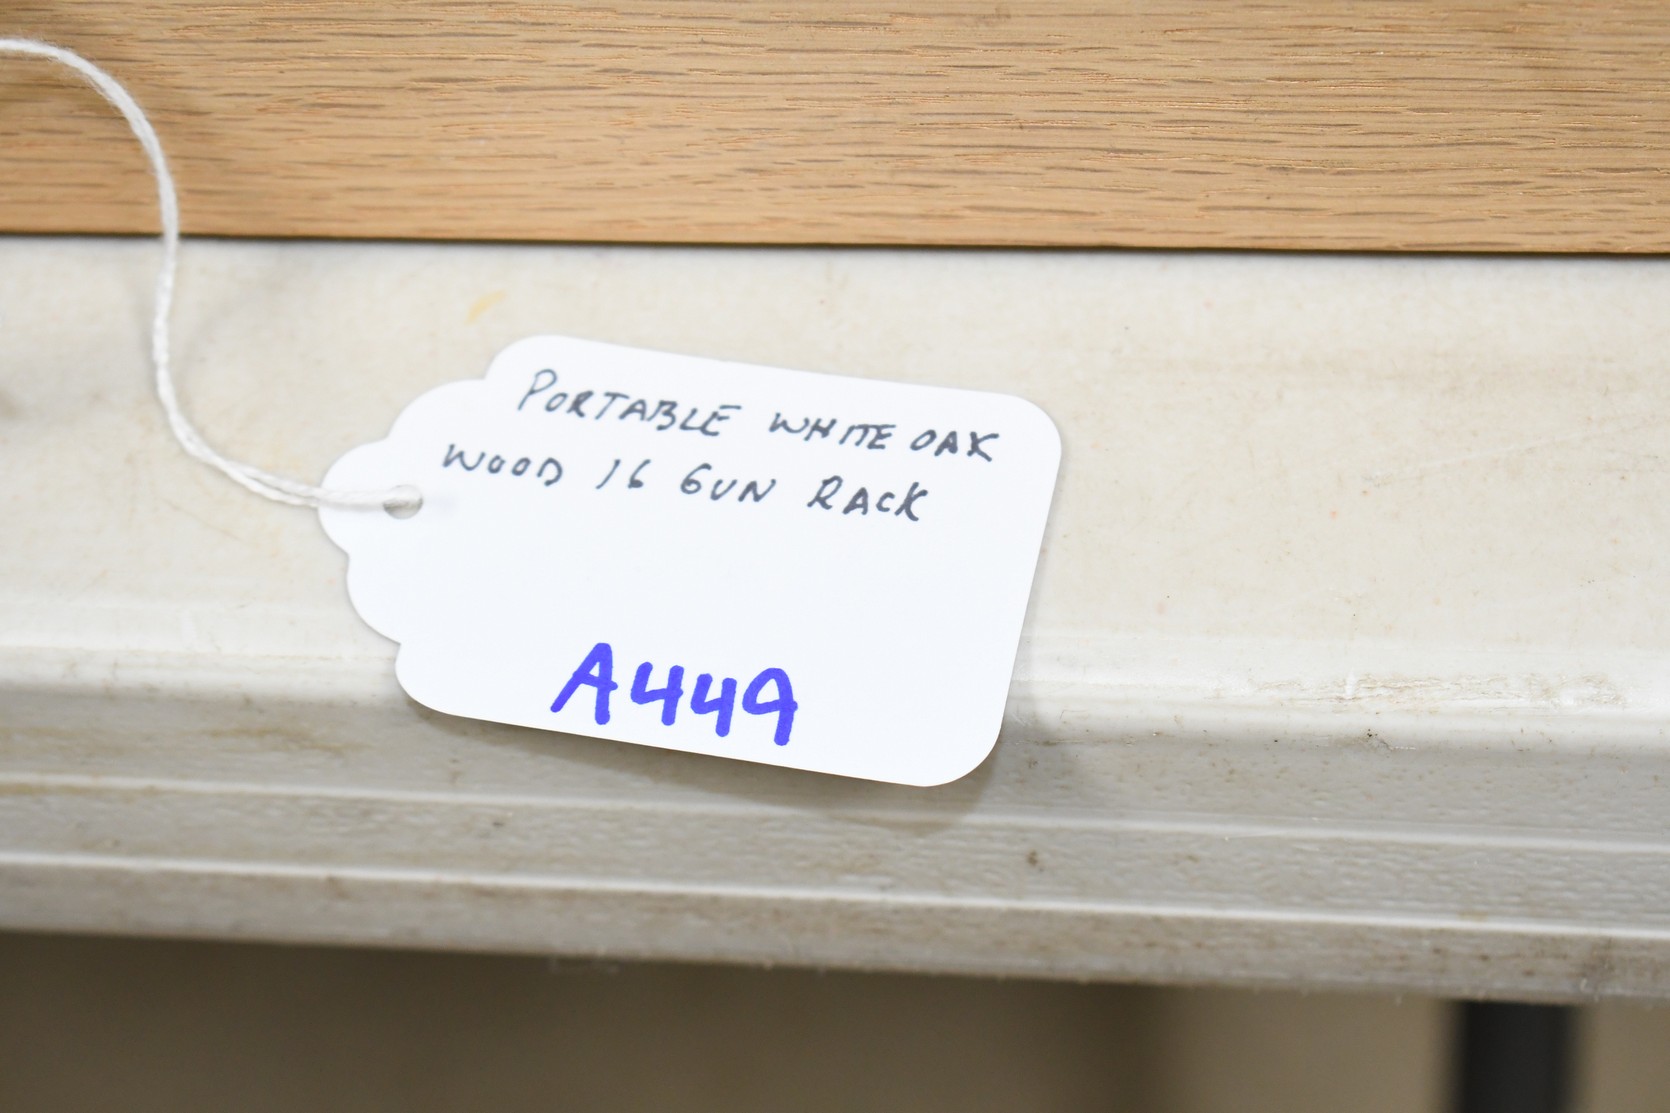 PORTABLE WHITE OAK
WOOD 16 GUN RACK
A449